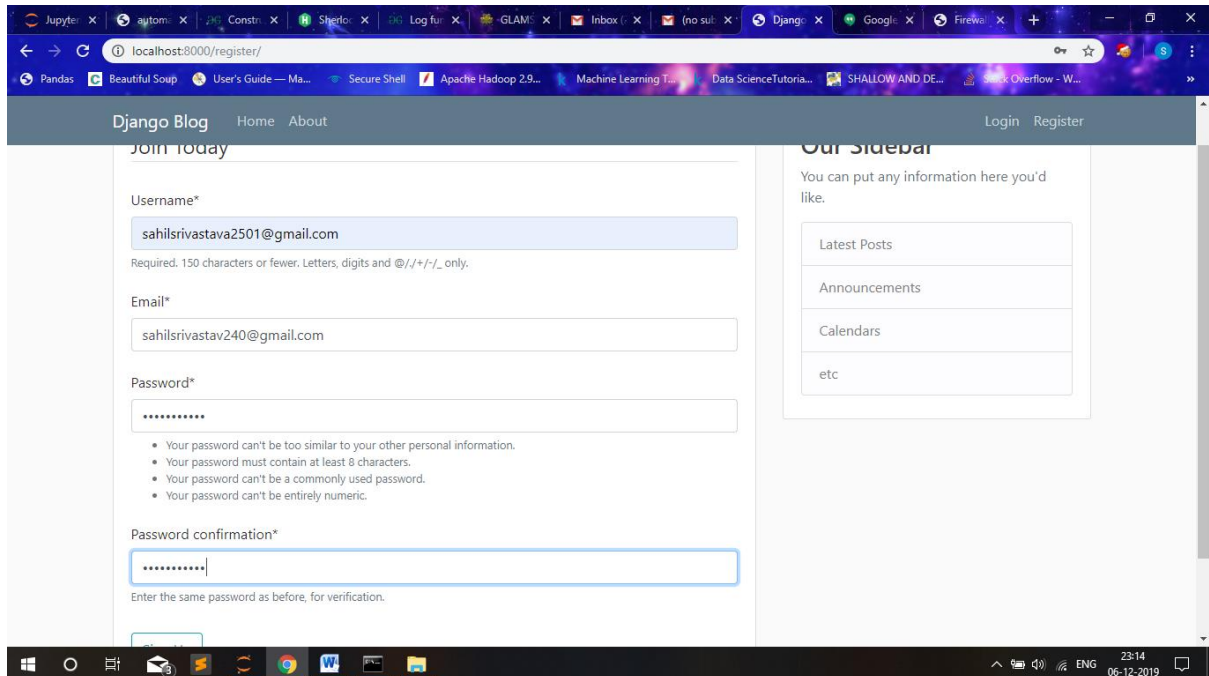 Jupyter
automa
Constr
Sherloc
Log fur
GLAMS
Inbox (
(no sub
Django
Google
Firewal
localhost:8000/register/
S
Pandas
Beautiful Soup
User's Guide — Ma...
Secure Shell
Apache Hadoop 2.9...
Machine Learning T...
Data ScienceTutoria...
SHALLOW AND DE...
Stack Overflow - W...
»
Django Blog Home About Login Register
Join Today
Username*
sahilsrivastava2501@gmail.com
Required. 150 characters or fewer. Letters, digits and @/./+/-/_ only.
Email*
sahilsrivastav240@gmail.com
Password*
•••••••••••
• Your password can't be too similar to your other personal information.
• Your password must contain at least 8 characters.
• Your password can't be a commonly used password.
• Your password can't be entirely numeric.
Password confirmation*
•••••••••••
Enter the same password as before, for verification.
Our Sidebar
You can put any information here you'd
like.
Latest Posts
Announcements
Calendars
etc
3
ENG
23:14
06-12-2019